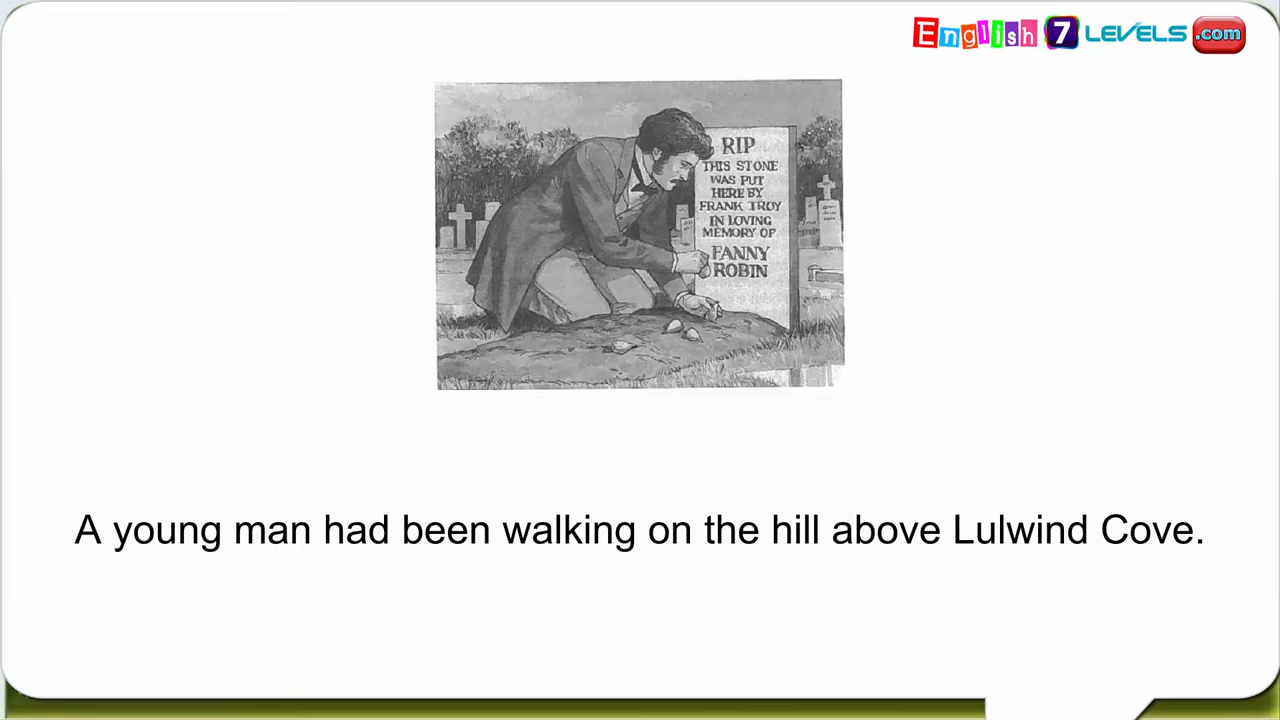 English 7 LEVELS .com
RIP
THIS STONE
WAS PUT
HERE BY
FRANK TROY
IN LOVING
MEMORY OF
FANNY
ROBIN
A young man had been walking on the hill above Lulwind Cove.